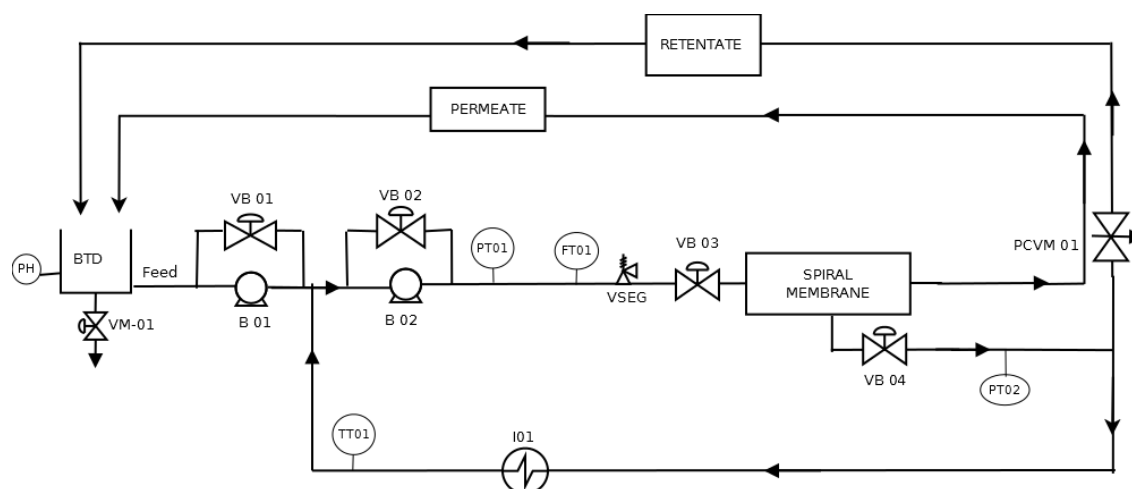 RETENTATE
PERMEATE
VB 01
VB 02
PH
BTD
Feed
PT01
FT01
VB 03
PCVM 01
SPIRAL
MEMBRANE
VSEG
VM-01
B 01
B 02
VB 04
PT02
TT01
I01